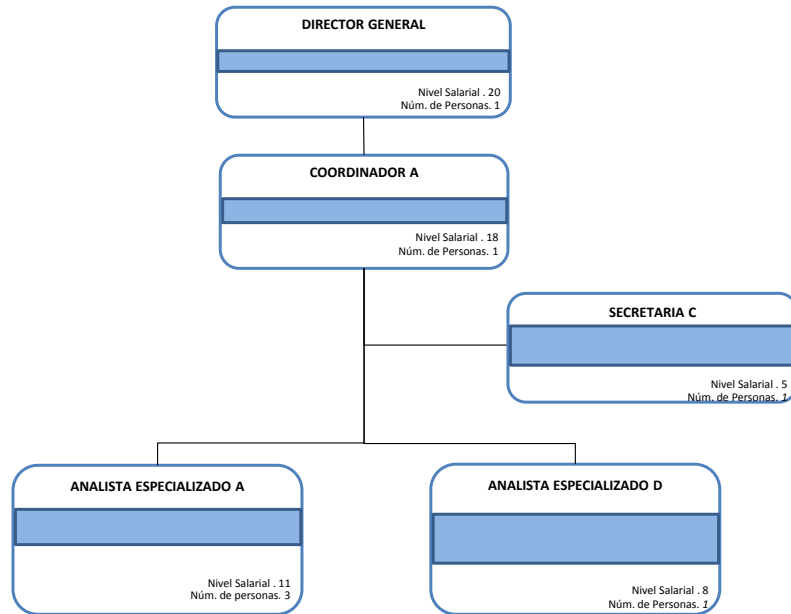 DIRECTOR GENERAL
Nivel Salarial . 20
Núm. de Personas. 1
COORDINADOR A
Nivel Salarial . 18
Núm. de Personas. 1
SECRETARIA C
Nivel Salarial . 5
Núm. de Personas. 1
ANALISTA ESPECIALIZADO A
Nivel Salarial . 11
Núm. de personas. 3
ANALISTA ESPECIALIZADO D
Nivel Salarial . 8
Núm. de Personas. 1